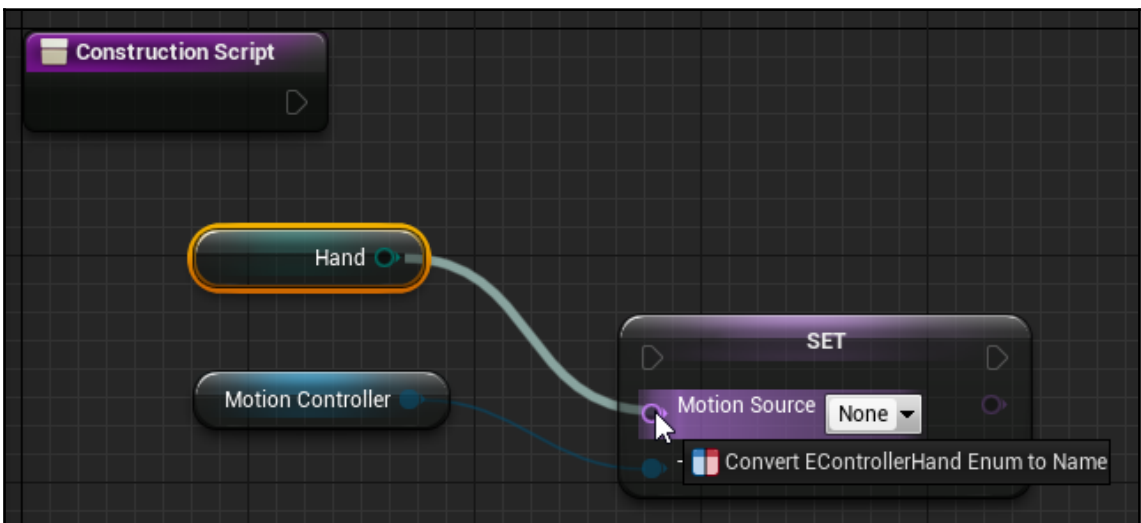 Construction Script
Hand
SET
Motion Controller
Motion Source None
- Convert EControllerHand Enum to Name